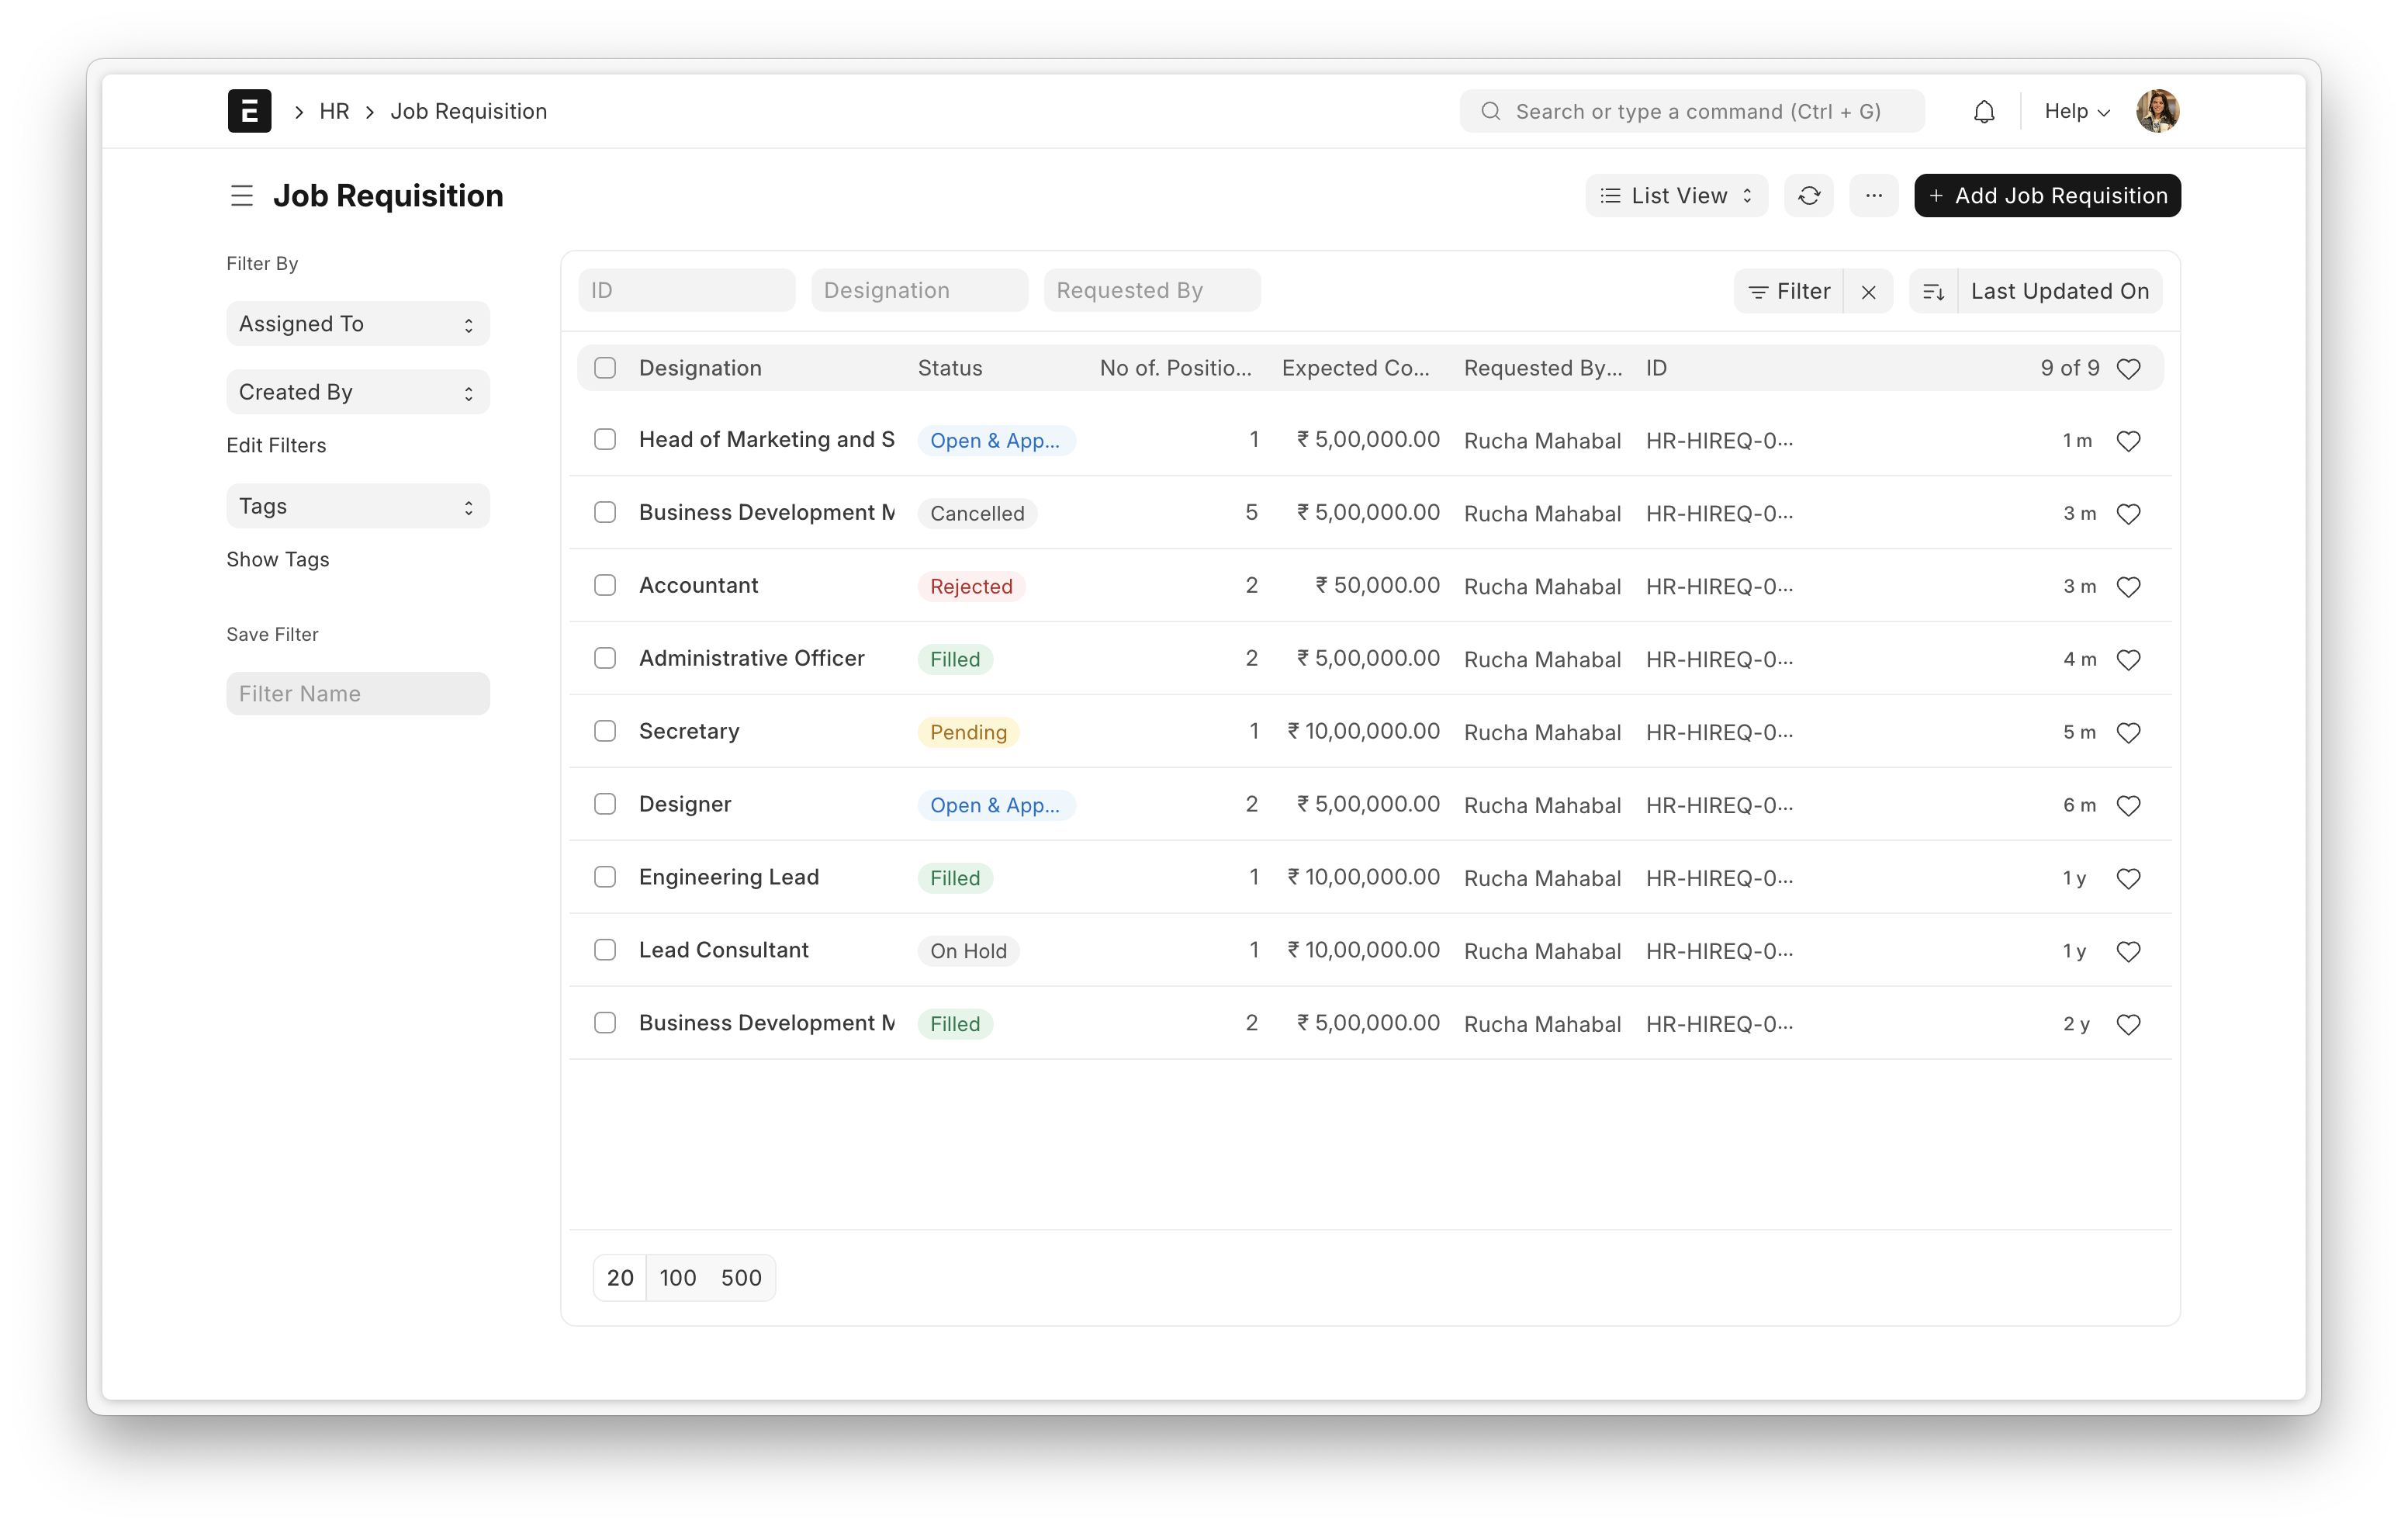 E
HR
Job Requisition
Search or type a command (Ctrl + G)
Help
Job Requisition
List View
...
+ Add Job Requisition
Filter By
Assigned To
Created By
Edit Filters
Tags
Show Tags
Save Filter
Filter Name
ID Designation Requested By
Filter
Last Updated On
Designation Status No of. Positio... Expected Co... Requested By... ID 9 of 9
Head of Marketing and S Open & App... 1 ₹ 5,00,000.00 Rucha Mahabal HR-HIREQ-0... 1 m
Business Development M Cancelled 5 ₹ 5,00,000.00 Rucha Mahabal HR-HIREQ-0... 3 m
Accountant Rejected 2 ₹ 50,000.00 Rucha Mahabal HR-HIREQ-0... 3 m
Administrative Officer Filled 2 ₹ 5,00,000.00 Rucha Mahabal HR-HIREQ-0... 4 m
Secretary Pending 1 ₹ 10,00,000.00 Rucha Mahabal HR-HIREQ-0... 5 m
Designer Open & App... 2 ₹ 5,00,000.00 Rucha Mahabal HR-HIREQ-0... 6 m
Engineering Lead Filled 1 ₹ 10,00,000.00 Rucha Mahabal HR-HIREQ-0... 1 y
Lead Consultant On Hold 1 ₹ 10,00,000.00 Rucha Mahabal HR-HIREQ-0... 1 y
Business Development M Filled 2 ₹ 5,00,000.00 Rucha Mahabal HR-HIREQ-0... 2 y
20 100 500